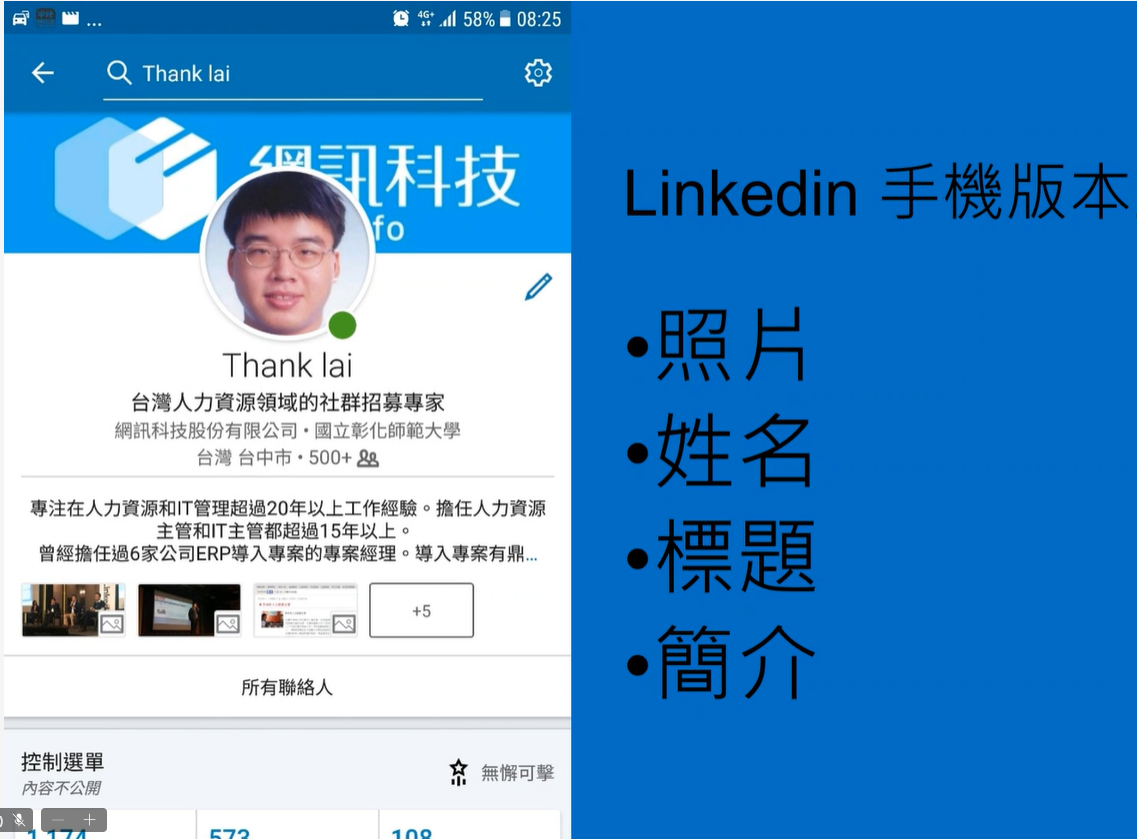 ... 4G+ 58% 08:25
Thank lai
網訊科技
fo
Thank lai
台灣人力資源領域的社群招募專家
網訊科技股份有限公司・國立彰化師範大學
台灣 台中市・500+
專注在人力資源和IT管理超過20年以上工作經驗。擔任人力資源
主管和IT主管都超過15年以上。
曾經擔任過6家公司ERP導入專案的專案經理。導入專案有鼎...
+5
所有聯絡人
控制選單
無懈可擊
內容不公開
1,174 573 108
Linkedin 手機版本
•照片
•姓名
•標題
•簡介